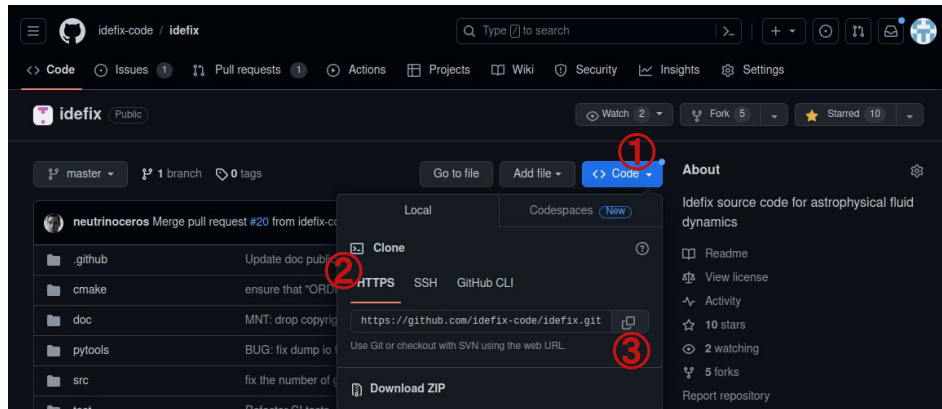 idefix-code / idefix
Type / to search
Code
Issues 1
Pull requests 1
Actions
Projects
Wiki
Security
Insights
Settings
idefix Public
Watch 2
Fork 5
Starred 10
master
1 branch
0 tags
Go to file
Add file
<> Code
1
neutrinoceros Merge pull request #20 from idefix-co
.github Update doc public
cmake ensure that "ORD
doc MNT: drop copyrig
pytools BUG: fix dump io f
src fix the number of g
test Refactor CI tests
Local
Codespaces New
Clone
2
HTTPS
SSH
GitHub CLI
https://github.com/idefix-code/idefix.git
Use Git or checkout with SVN using the web URL.
3
Download ZIP
About
Idefix source code for astrophysical fluid
dynamics
Readme
View license
Activity
10 stars
2 watching
5 forks
Report repository